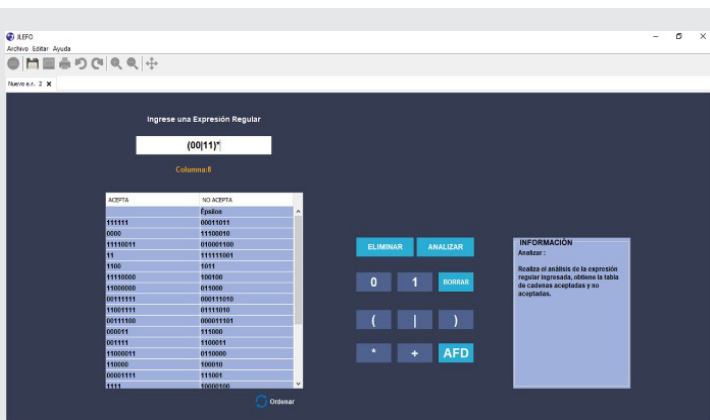 JLEFO
Archivo Editar Ayuda
Nueva e.r. 2 ✖
Ingrese una Expresión Regular
(00|11)*
Columna:8
ACEPTA NO ACEPTA
Épsilon
111111 00011011
0000 11100010
11110011 010001100
11 111111001
1100 1011
11110000 100100
11000000 011000
00111111 000111010
11001111 01111010
00111100 000011101
000011 111000
001111 1100011
11000011 0110000
110000 100010
00001111 111001
1111 10000100
Ordenar
ELIMINAR ANALIZAR
0 1 BORRAR
( | )
* + AFD
INFORMACIÓN
Analizar :
Realiza el análisis de la expresión
regular ingresada, obtiene la tabla
de cadenas aceptadas y no
aceptadas.